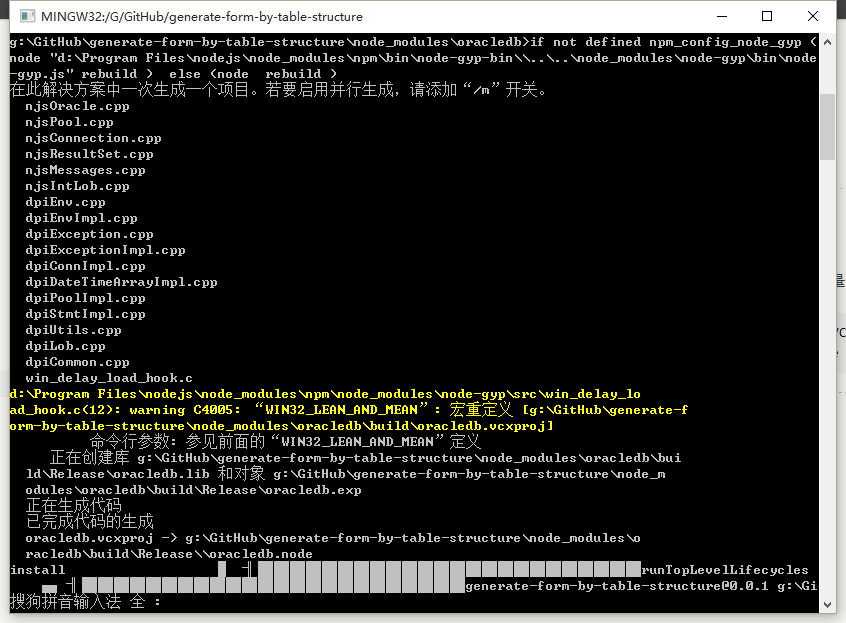 MINGW32:/G/GitHub/generate-form-by-table-structure
g:\GitHub\generate-form-by-table-structure\node_modules\oracledb>if not defined npm_config_node_gyp (
node "d:\Program Files\nodejs\node_modules\npm\bin\node-gyp-bin\\..\..\node_modules\node-gyp\bin\node
-gyp.js" rebuild )  else (node  rebuild )
在此解决方案中一次生成一个项目。若要启用并行生成，请添加“/m”开关。
njsOracle.cpp
njsPool.cpp
njsConnection.cpp
njsResultSet.cpp
njsMessages.cpp
njsIntLob.cpp
dpiEnv.cpp
dpiEnvImpl.cpp
dpiException.cpp
dpiExceptionImpl.cpp
dpiConnImpl.cpp
dpiDateTimeArrayImpl.cpp
dpiPoolImpl.cpp
dpiStmtImpl.cpp
dpiUtils.cpp
dpiLob.cpp
dpiCommon.cpp
win_delay_load_hook.c
d:\Program Files\nodejs\node_modules\npm\node_modules\node-gyp\src\win_delay_lo
ad_hook.c(12): warning C4005: “WIN32_LEAN_AND_MEAN”: 宏重定义 [g:\GitHub\generate-f
orm-by-table-structure\node_modules\oracledb\build\oracledb.vcxproj]
命令行参数: 参见前面的“WIN32_LEAN_AND_MEAN”定义
正在创建库 g:\GitHub\generate-form-by-table-structure\node_modules\oracledb\bui
ld\Release\oracledb.lib 和对象 g:\GitHub\generate-form-by-table-structure\node_m
odules\oracledb\build\Release\oracledb.exp
正在生成代码
已完成代码的生成
oracledb.vcxproj -> g:\GitHub\generate-form-by-table-structure\node_modules\o
racledb\build\Release\\oracledb.node
install runTopLevelLifecycles
generate-form-by-table-structure@0.0.1 g:\Gi
搜狗拼音输入法 全 :